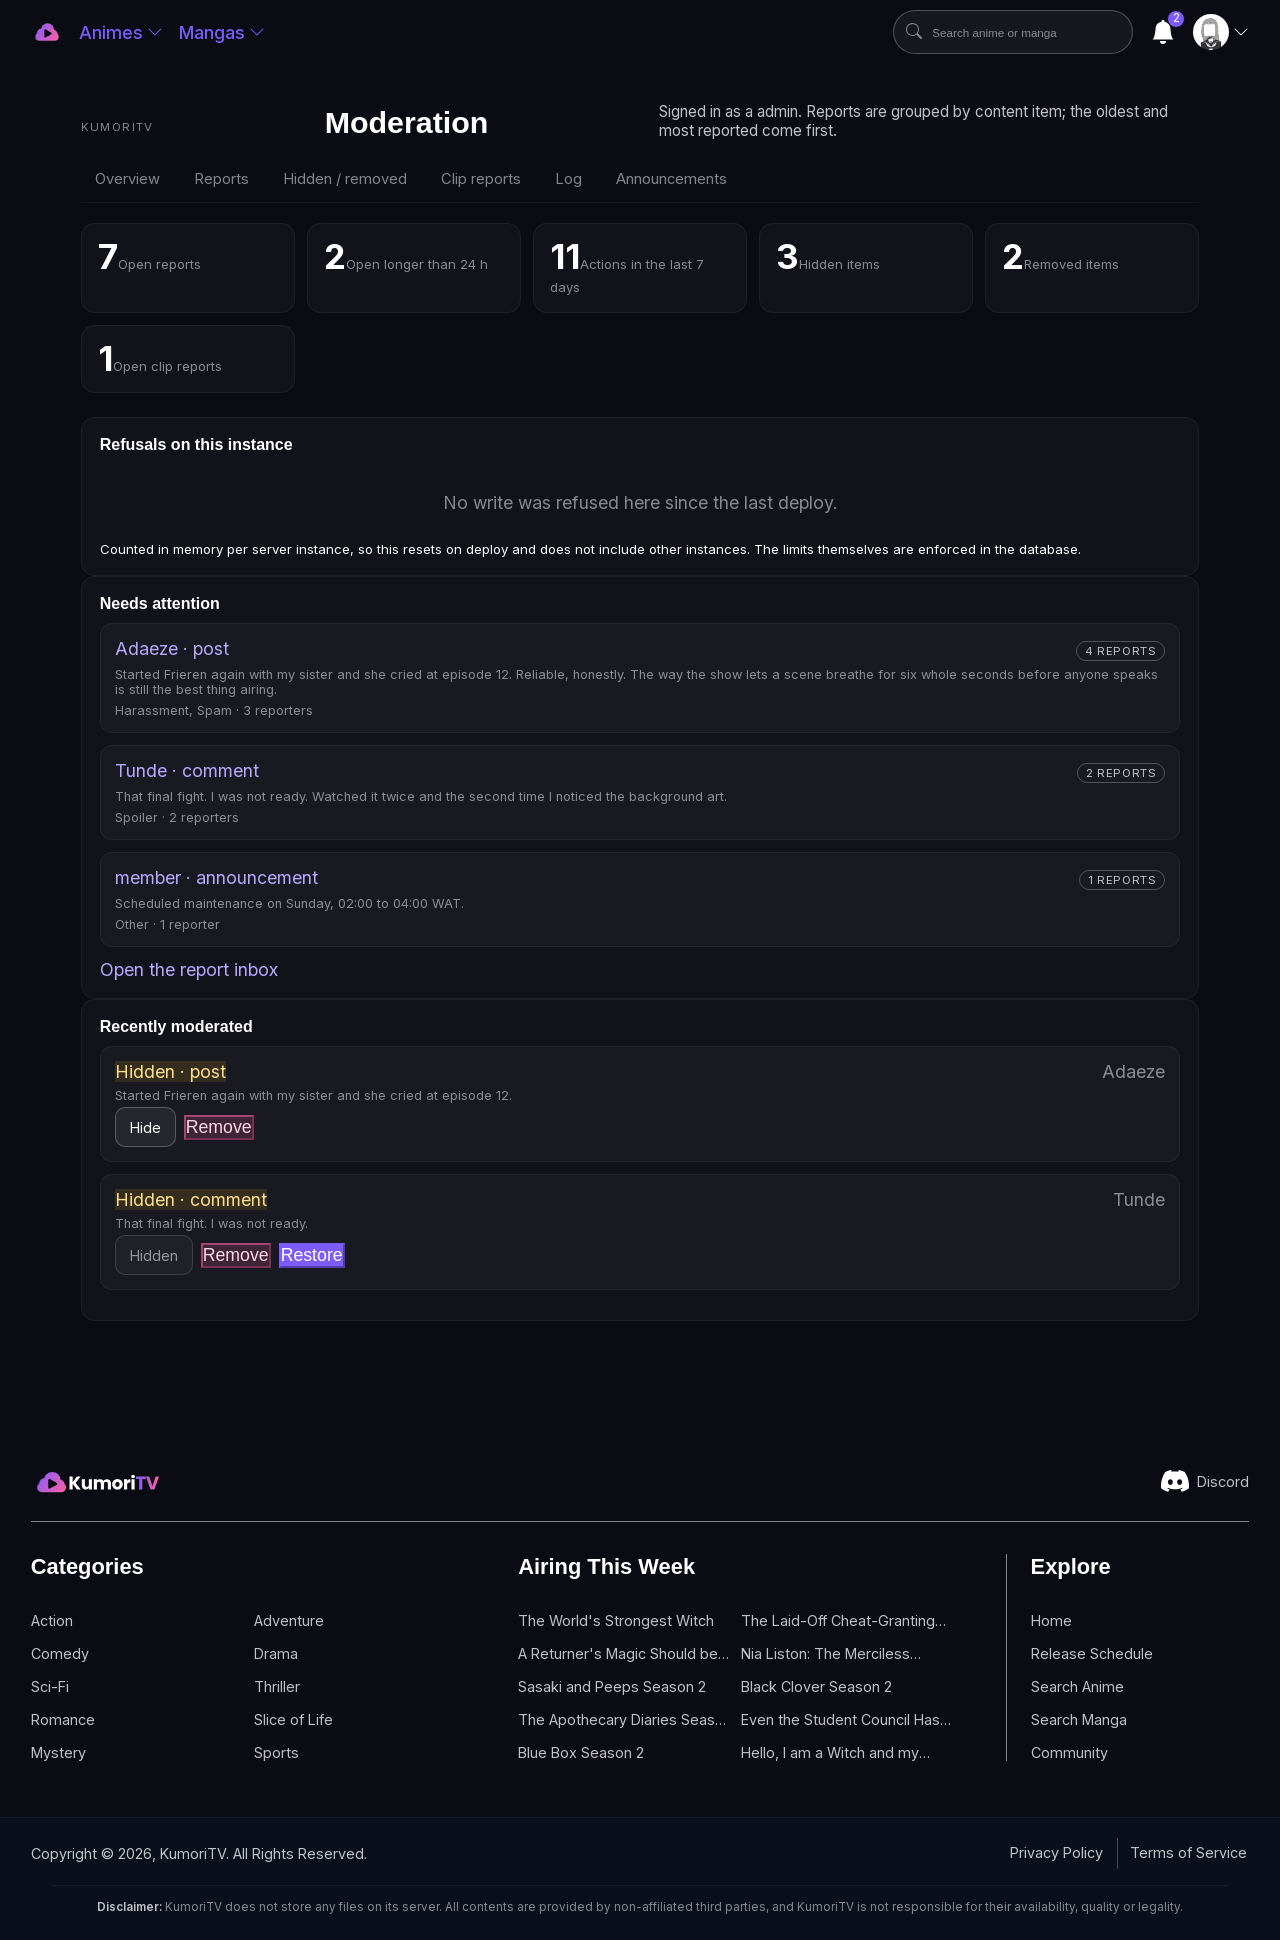 Animes Mangas Search anime or manga 2
KUMORITV Moderation Signed in as a admin. Reports are grouped by content item; the oldest and
most reported come first.
Overview Reports Hidden / removed Clip reports Log Announcements
7 Open reports
2 Open longer than 24 h
11 Actions in the last 7
days
3 Hidden items
2 Removed items
1 Open clip reports
Refusals on this instance
No write was refused here since the last deploy.
Counted in memory per server instance, so this resets on deploy and does not include other instances. The limits themselves are enforced in the database.
Needs attention
Adaeze · post 4 REPORTS
Started Frieren again with my sister and she cried at episode 12. Reliable, honestly. The way the show lets a scene breathe for six whole seconds before anyone speaks
is still the best thing airing.
Harassment, Spam · 3 reporters
Tunde · comment 2 REPORTS
That final fight. I was not ready. Watched it twice and the second time I noticed the background art.
Spoiler · 2 reporters
member · announcement 1 REPORTS
Scheduled maintenance on Sunday, 02:00 to 04:00 WAT.
Other · 1 reporter
Open the report inbox
Recently moderated
Hidden · post Adaeze
Started Frieren again with my sister and she cried at episode 12.
Hide Remove
Hidden · comment Tunde
That final fight. I was not ready.
Hidden Remove Restore
KumoriTV Discord
Categories Airing This Week Explore
Action Adventure The World's Strongest Witch The Laid-Off Cheat-Granting... Home
Comedy Drama A Returner's Magic Should be... Nia Liston: The Merciless... Release Schedule
Sci-Fi Thriller Sasaki and Peeps Season 2 Black Clover Season 2 Search Anime
Romance Slice of Life The Apothecary Diaries Seas... Even the Student Council Has... Search Manga
Mystery Sports Blue Box Season 2 Hello, I am a Witch and my... Community
Copyright © 2026, KumoriTV. All Rights Reserved. Privacy Policy Terms of Service
Disclaimer: KumoriTV does not store any files on its server. All contents are provided by non-affiliated third parties, and KumoriTV is not responsible for their availability, quality or legality.